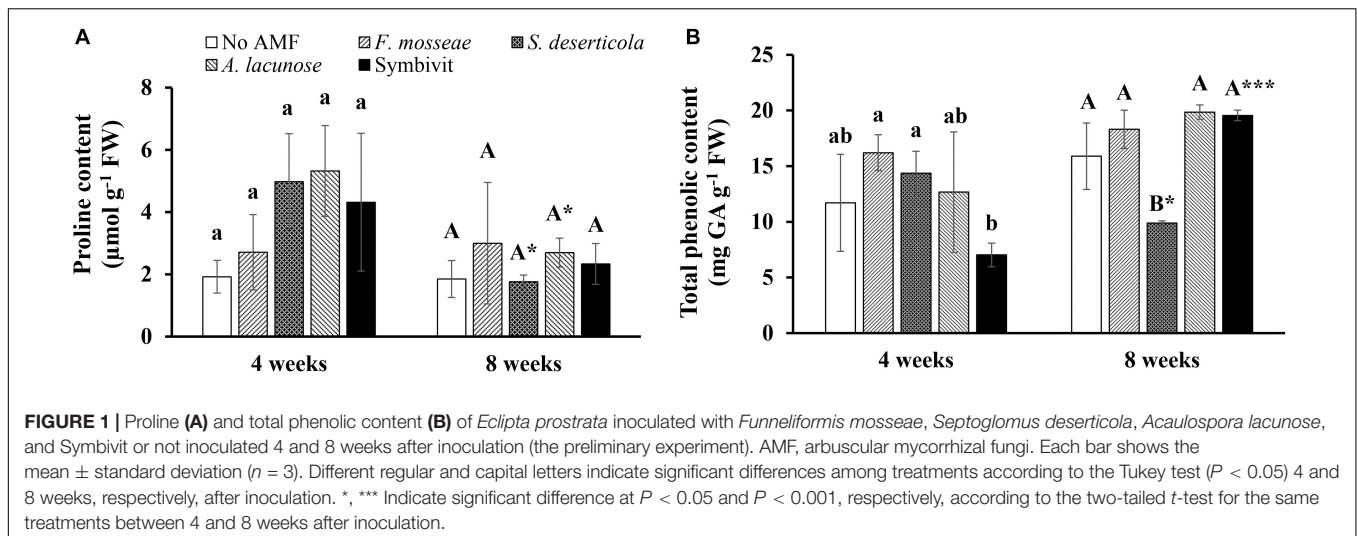 A
No AMF F. mosseae S. deserticola
A. lacunose Symbivit
Proline content
(µmol g-1 FW)
8
6
4
2
0
a
a
a
a
a
A
A
A*
A*
A
4 weeks
8 weeks
B
Total phenolic content
(mg GA g-1 FW)
25
20
15
10
5
0
ab
a
a
ab
b
A
A
B*
A
A***
4 weeks
8 weeks
FIGURE 1 | Proline (A) and total phenolic content (B) of Eclipta prostrata inoculated with Funneliformis mosseae, Septoglomus deserticola, Acaulospora lacunose,
and Symbivit or not inoculated 4 and 8 weeks after inoculation (the preliminary experiment). AMF, arbuscular mycorrhizal fungi. Each bar shows the
mean ± standard deviation (n = 3). Different regular and capital letters indicate significant differences among treatments according to the Tukey test (P < 0.05) 4 and
8 weeks, respectively, after inoculation. *, *** Indicate significant difference at P < 0.05 and P < 0.001, respectively, according to the two-tailed t-test for the same
treatments between 4 and 8 weeks after inoculation.